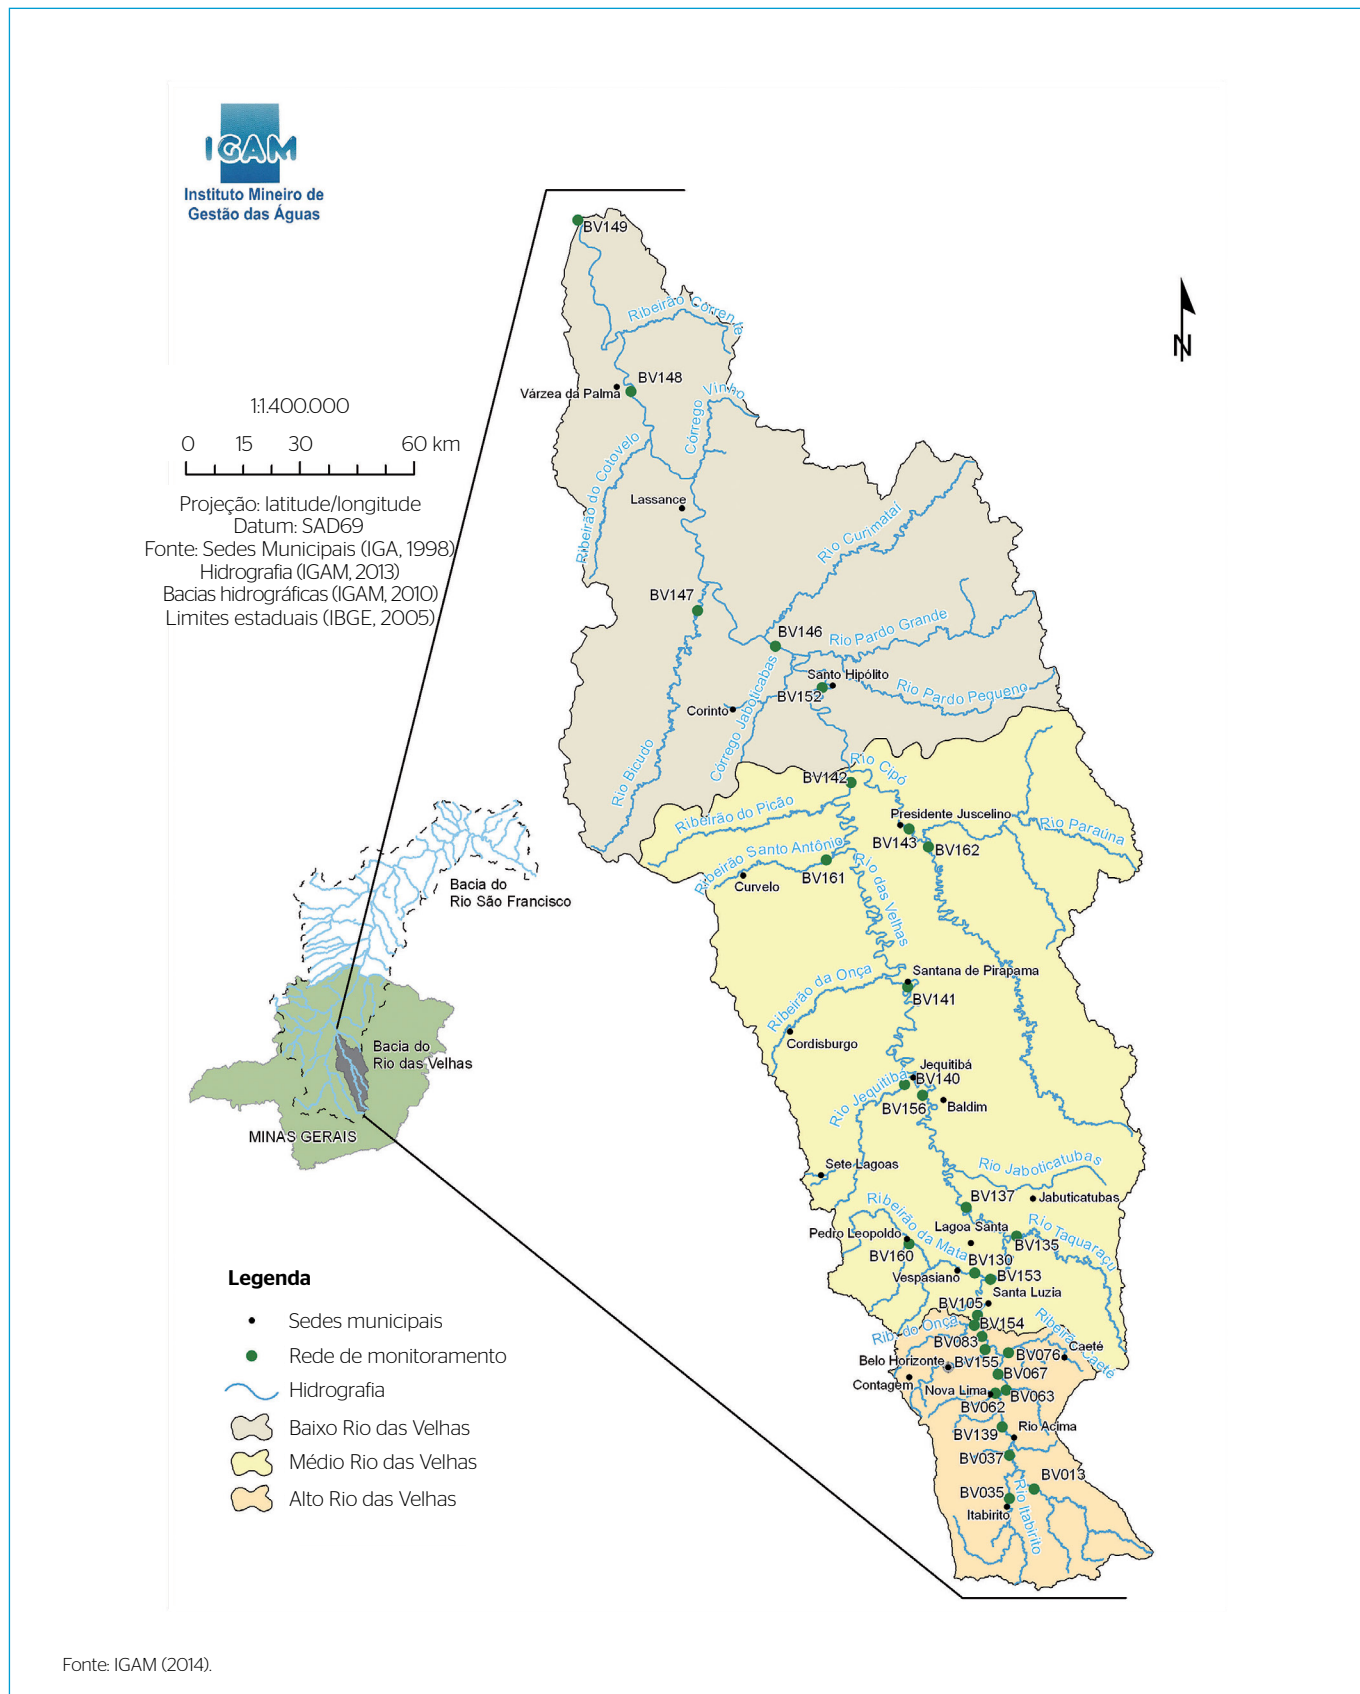 IGAM
Instituto Mineiro de
Gestão das Águas
BV149
Ribeirão Corrente
N
BV148
Várzea da Palma
Córrego Vinho
1:1.400.000
0 15 30 60 km
Ribeirão do Cotovelo
Lassance
Projeção: latitude/longitude
Datum: SAD69
Fonte: Sedes Municipais (IGA, 1998)
Hidrografia (IGAM, 2013)
Bacias hidrográficas (IGAM, 2010)
Limites estaduais (IBGE, 2005)
Rio Curimataí
BV147
BV146
Rio Pardo Grande
Santo Hipólito
BV152
Rio Pardo Pequeno
Corinto
Córrego Jaboticabas
Rio Bicudo
Rio Cipó
BV142
Ribeirão do Picão
Presidente Juscelino
Rio Paraúna
BV143
BV162
Ribeirão Santo Antônio
BV161
Curvelo
Rio das Velhas
Bacia do
Rio São Francisco
Santana de Pirapama
Ribeirão da Onça
BV141
Cordisburgo
Bacia do
Rio das Velhas
Jequitibá
BV140
Rio Jequitibá
BV156
Baldim
MINAS GERAIS
Sete Lagoas
Rio Jaboticatubas
BV137
Jabuticatubas
Ribeirão da Mata
Lagoa Santa
Rio Taquaraçu
Pedro Leopoldo
BV135
BV160
BV130
Vespasiano
BV153
Santa Luzia
BV105
BV154
Rib. do Onça
BV083
Ribeirão Caeté
Caeté
BV076
Belo Horizonte
BV155
BV067
Contagem
Nova Lima
BV063
BV062
Rio Acima
BV139
BV037
BV013
BV035
Itabirito
Rio Itabirito
Legenda
Sedes municipais
Rede de monitoramento
Hidrografia
Baixo Rio das Velhas
Médio Rio das Velhas
Alto Rio das Velhas
Fonte: IGAM (2014).